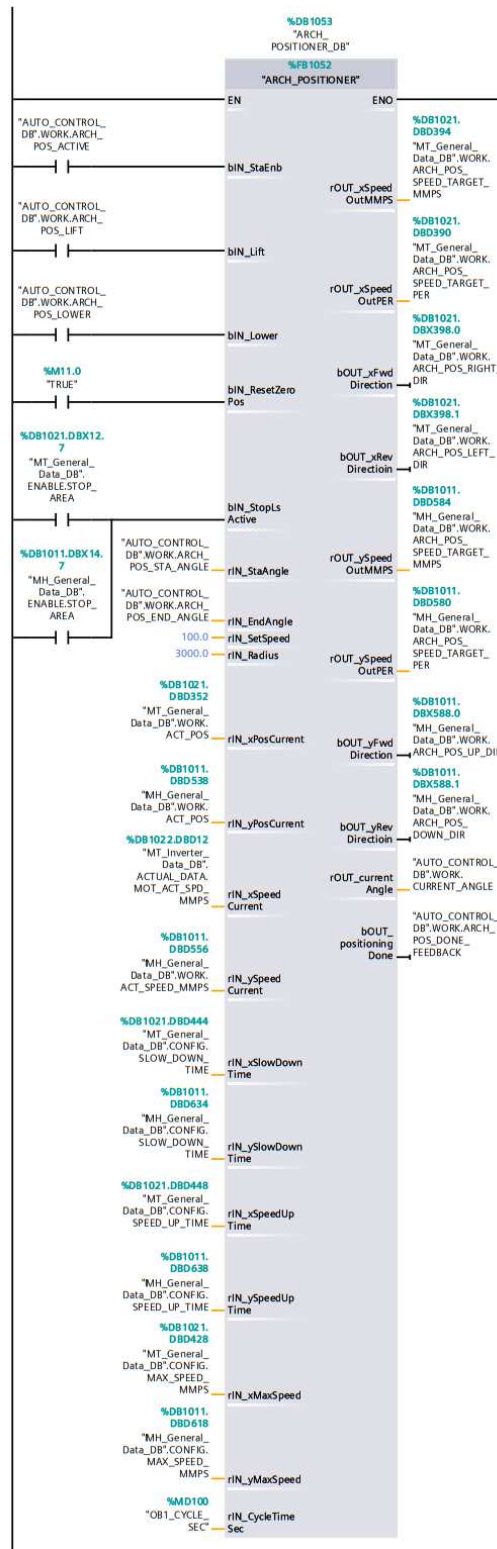 %DB1053
"ARCH_
POSITIONER_DB"
%FB1052
"ARCH_POSITIONER"
EN
ENO
"AUTO_CONTROL_
DB".WORK.ARCH_
POS_ACTIVE
bIN_StaEnb
"AUTO_CONTROL_
DB".WORK.ARCH_
POS_LIFT
bIN_Lift
"AUTO_CONTROL_
DB".WORK.ARCH_
POS_LOWER
bIN_Lower
%M11.0
"TRUE"
bIN_ResetZero
Pos
%DB1021.DBX12.
7
"MT_General_
Data_DB".
ENABLE.STOP_
AREA
bIN_StopLs
Active
%DB1011.DBX14.
7
"MH_General_
Data_DB".
ENABLE.STOP_
AREA
"AUTO_CONTROL_
DB".WORK.ARCH_
POS_STA_ANGLE
rIN_StaAngle
"AUTO_CONTROL_
DB".WORK.ARCH_
POS_END_ANGLE
rIN_EndAngle
100.0
rIN_SetSpeed
3000.0
rIN_Radius
%DB1021.
DBD352
"MT_General_
Data_DB".WORK.
ACT_POS
rIN_xPosCurrent
%DB1011.
DBD538
"MH_General_
Data_DB".WORK.
ACT_POS
rIN_yPosCurrent
%DB1022.DBD12
"MT_Inverter_
Data_DB".
ACTUAL_DATA.
MOT_ACT_SPD_
MMPS
rIN_xSpeed
Current
%DB1011.
DBD556
"MH_General_
Data_DB".WORK.
ACT_SPEED_MMPS
rIN_ySpeed
Current
%DB1021.DBD444
"MT_General_
Data_DB".CONFIG.
SLOW_DOWN_
TIME
rIN_xSlowDown
Time
%DB1011.
DBD634
"MH_General_
Data_DB".CONFIG.
SLOW_DOWN_
TIME
rIN_ySlowDown
Time
%DB1021.DBD448
"MT_General_
Data_DB".CONFIG.
SPEED_UP_TIME
rIN_xSpeedUp
Time
%DB1011.
DBD638
"MH_General_
Data_DB".CONFIG.
SPEED_UP_TIME
rIN_ySpeedUp
Time
%DB1021.
DBD428
"MT_General_
Data_DB".CONFIG.
MAX_SPEED_
MMPS
rIN_xMaxSpeed
%DB1011.
DBD618
"MH_General_
Data_DB".CONFIG.
MAX_SPEED_
MMPS
rIN_yMaxSpeed
%MD100
"OB1_CYCLE_
SEC"
rIN_CycleTime
Sec
%DB1021.
DBD394
"MT_General_
Data_DB".WORK.
ARCH_POS_
SPEED_TARGET_
MMPS
rOUT_xSpeed
OutMMPS
%DB1021.
DBD390
"MT_General_
Data_DB".WORK.
ARCH_POS_
SPEED_TARGET_
PER
rOUT_xSpeed
OutPER
%DB1021.
DBX398.0
"MT_General_
Data_DB".WORK.
ARCH_POS_RIGHT_
DIR
bOUT_xFwd
Direction
%DB1021.
DBX398.1
"MT_General_
Data_DB".WORK.
ARCH_POS_LEFT_
DIR
bOUT_xRev
Directioin
%DB1011.
DBD584
"MH_General_
Data_DB".WORK.
ARCH_POS_
SPEED_TARGET_
MMPS
rOUT_ySpeed
OutMMPS
%DB1011.
DBD580
"MH_General_
Data_DB".WORK.
ARCH_POS_
SPEED_TARGET_
PER
rOUT_ySpeed
OutPER
%DB1011.
DBX588.0
"MH_General_
Data_DB".WORK.
ARCH_POS_UP_DI
bOUT_yFwd
Direction
%DB1011.
DBX588.1
"MH_General_
Data_DB".WORK.
ARCH_POS_
DOWN_DIR
bOUT_yRev
Directioin
"AUTO_CONTROL_
DB".WORK.
CURRENT_ANGLE
rOUT_current
Angle
"AUTO_CONTROL_
DB".WORK.ARCH_
POS_DONE_
FEEDBACK
bOUT_
positioning
Done